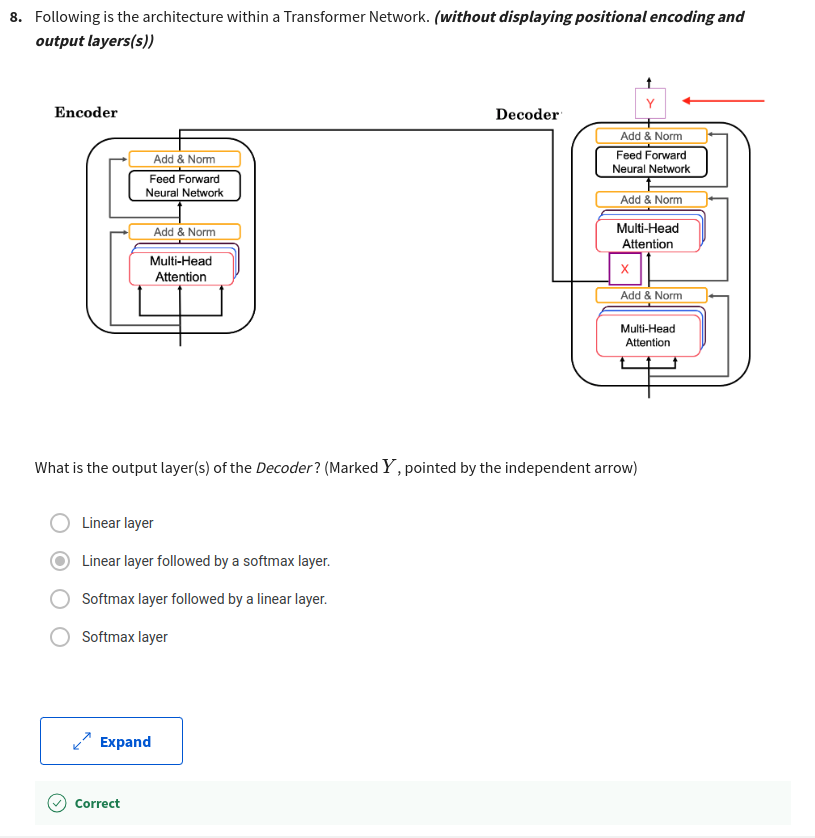 8. Following is the architecture within a Transformer Network. (without displaying positional encoding and
output layers(s))
Encoder
Add & Norm
Feed Forward
Neural Network
Add & Norm
Multi-Head
Attention
Decoder
Y
Add & Norm
Feed Forward
Neural Network
Add & Norm
Multi-Head
Attention
X
Add & Norm
Multi-Head
Attention
What is the output layer(s) of the Decoder? (Marked Y, pointed by the independent arrow)
Linear layer
Linear layer followed by a softmax layer.
Softmax layer followed by a linear layer.
Softmax layer
Expand
Correct